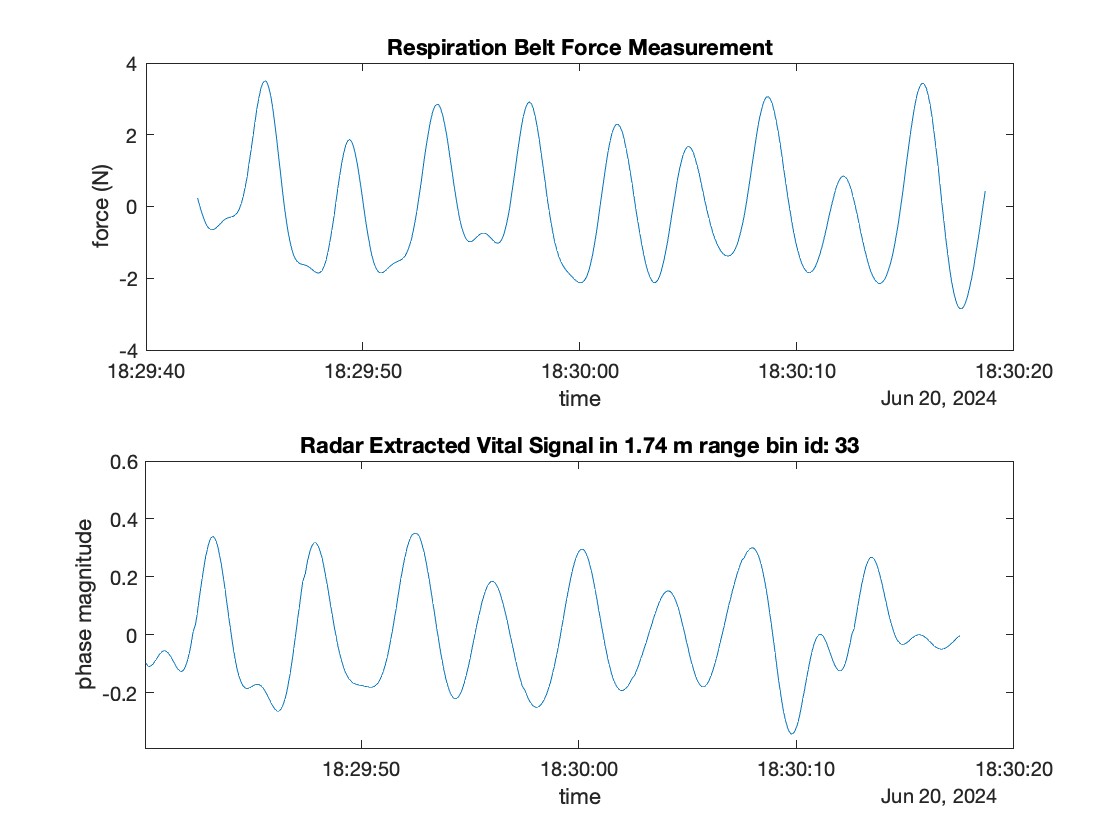 Respiration Belt Force Measurement
4
2
0
-2
-4
force (N)
18:29:40 18:29:50 18:30:00 18:30:10 18:30:20
time
Jun 20, 2024
Radar Extracted Vital Signal in 1.74 m range bin id: 33
0.6
0.4
0.2
0
-0.2
phase magnitude
18:29:50 18:30:00 18:30:10 18:30:20
time
Jun 20, 2024